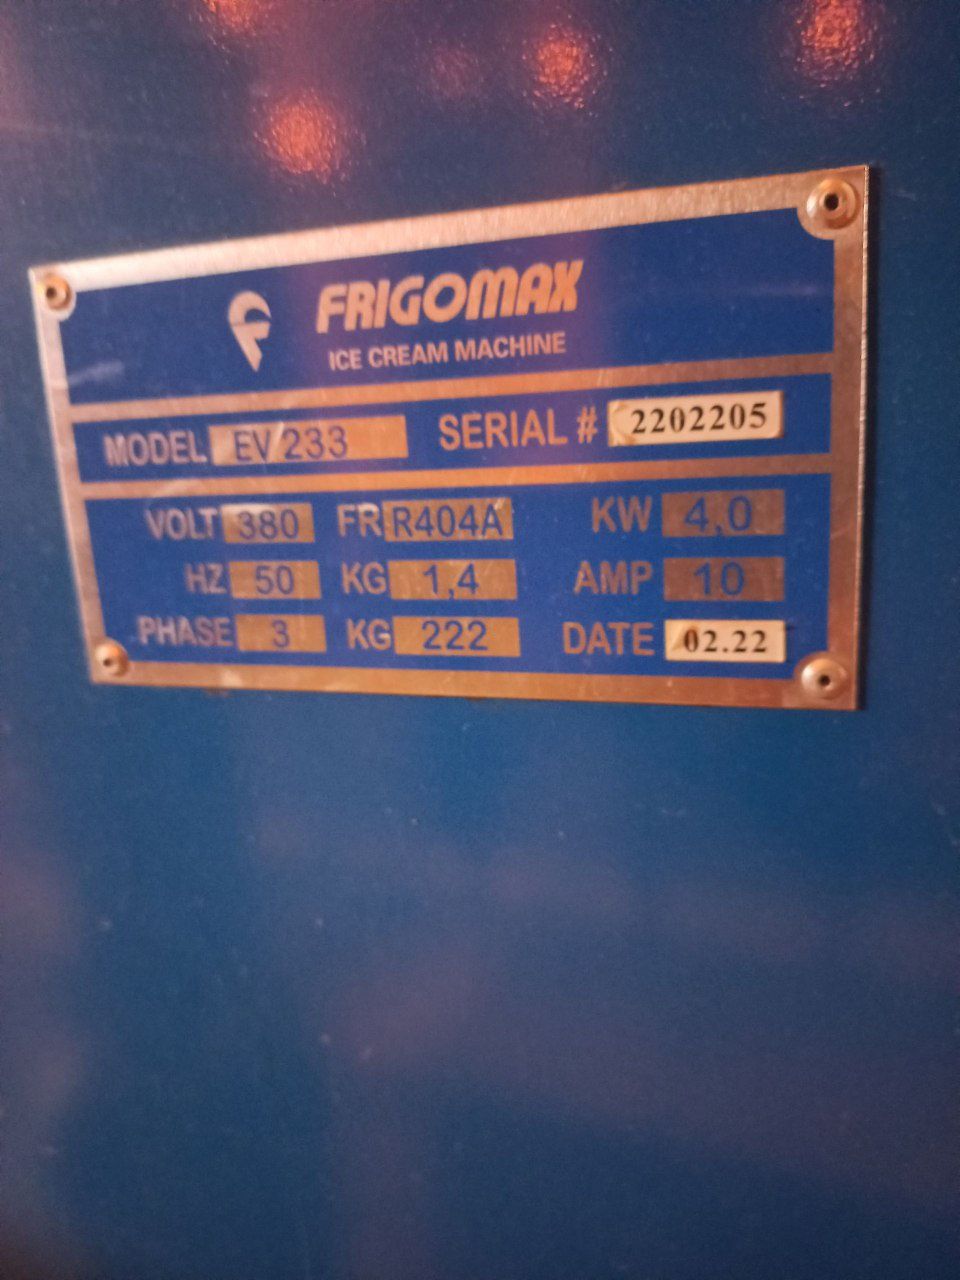 FRIGOMAX
ICE CREAM MACHINE
MODEL EV 233 SERIAL # 2202205
VOLT 380 FR R404A KW 4,0
HZ 50 KG 1,4 AMP 10
PHASE 3 KG 222 DATE 02.22